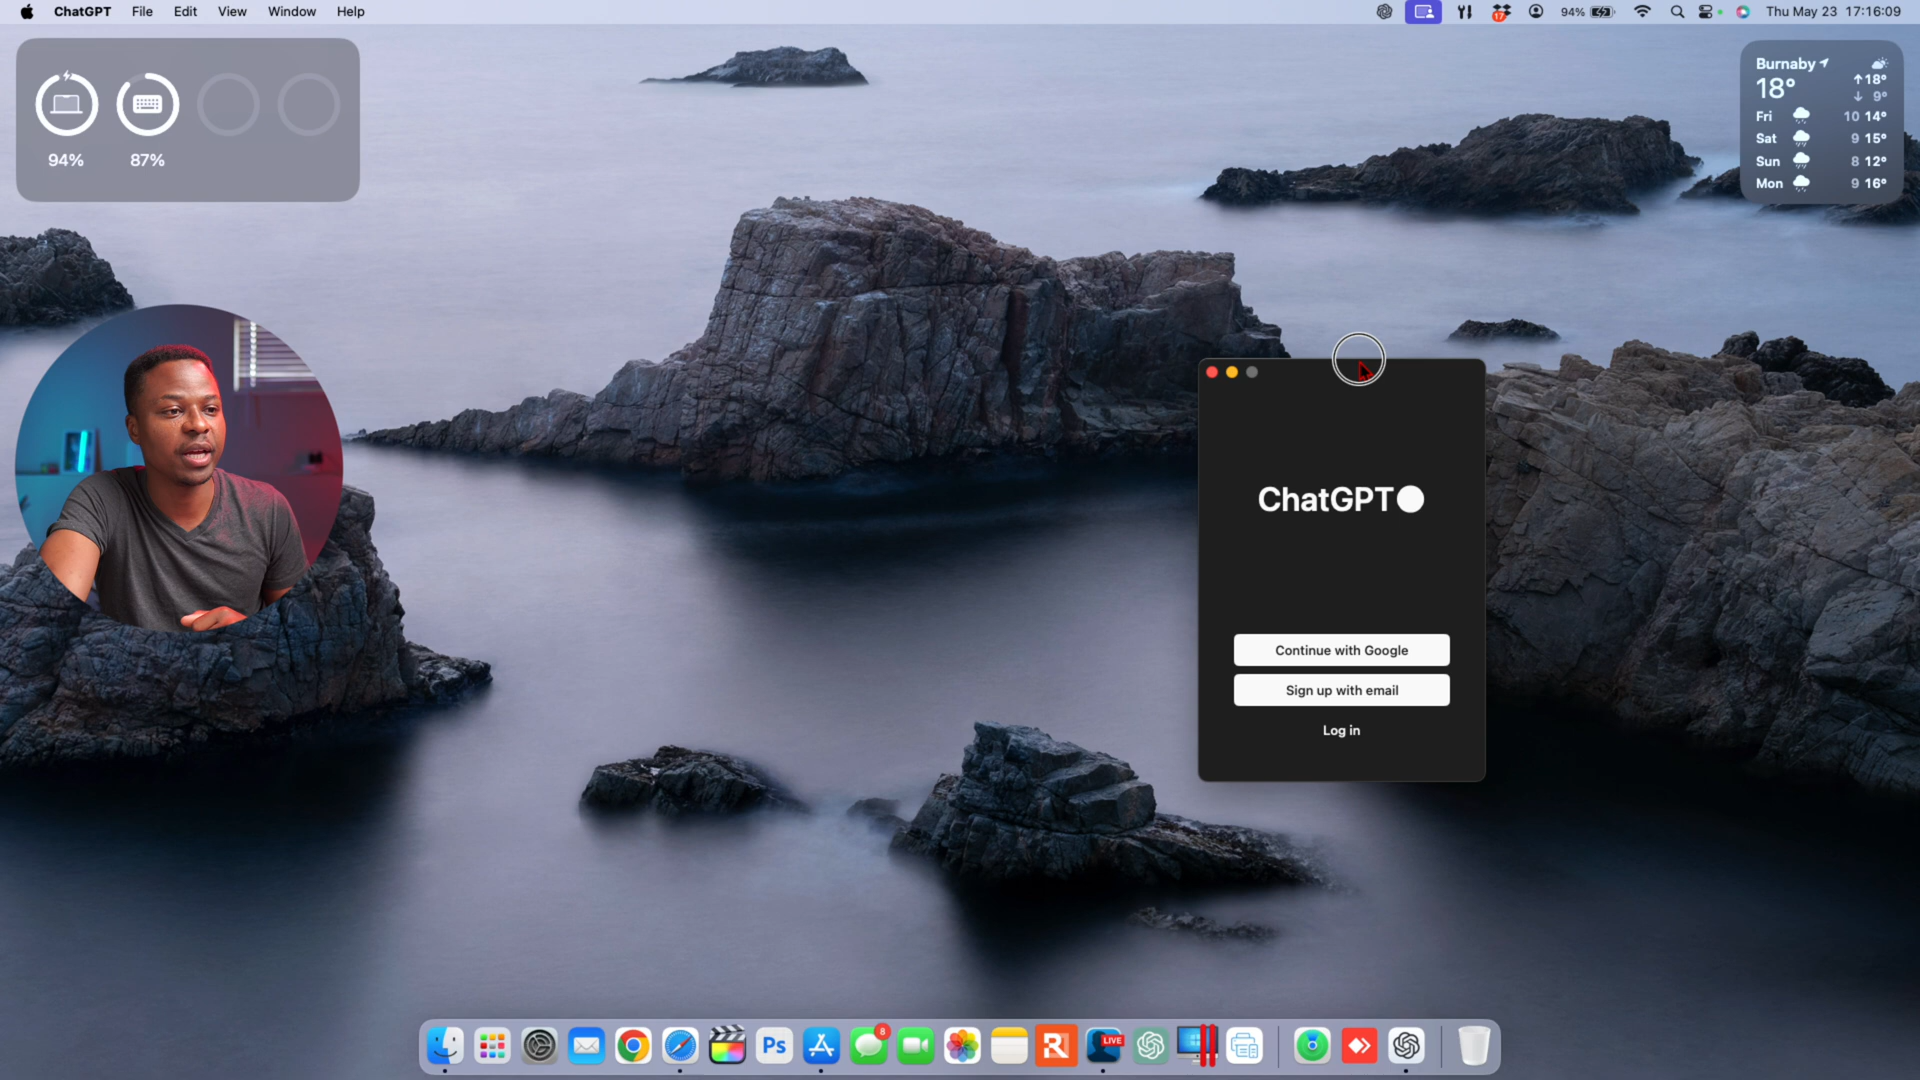 ChatGPT File Edit View Window Help
17
94% Thu May 23 17:16:09
94% 87%
Burnaby
18° ↑18°
↓ 9°
Fri 10 14°
Sat 9 15°
Sun 8 12°
Mon 9 16°
ChatGPT
Continue with Google
Sign up with email
Log in
Ps
8
R
LIVE